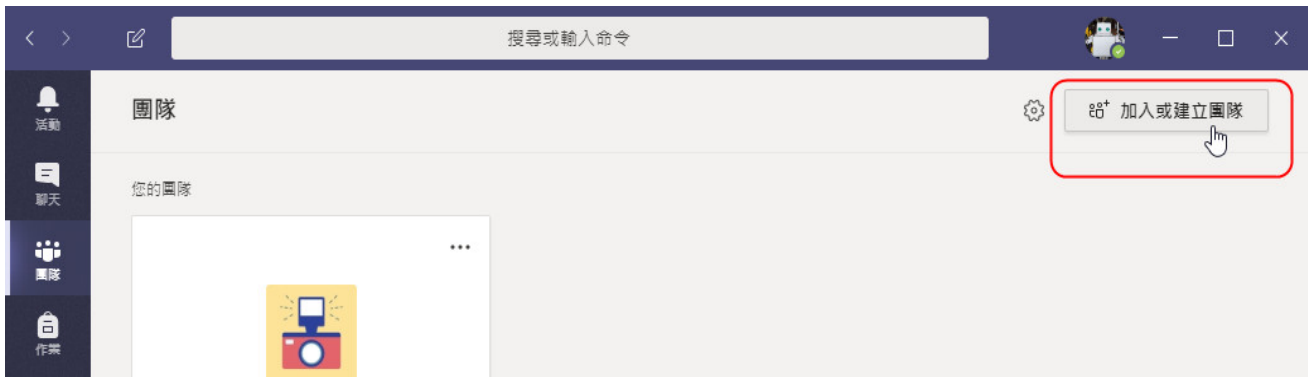 搜尋或輸入命令
活動
聊天
團隊
作業
團隊
加入或建立團隊
您的團隊